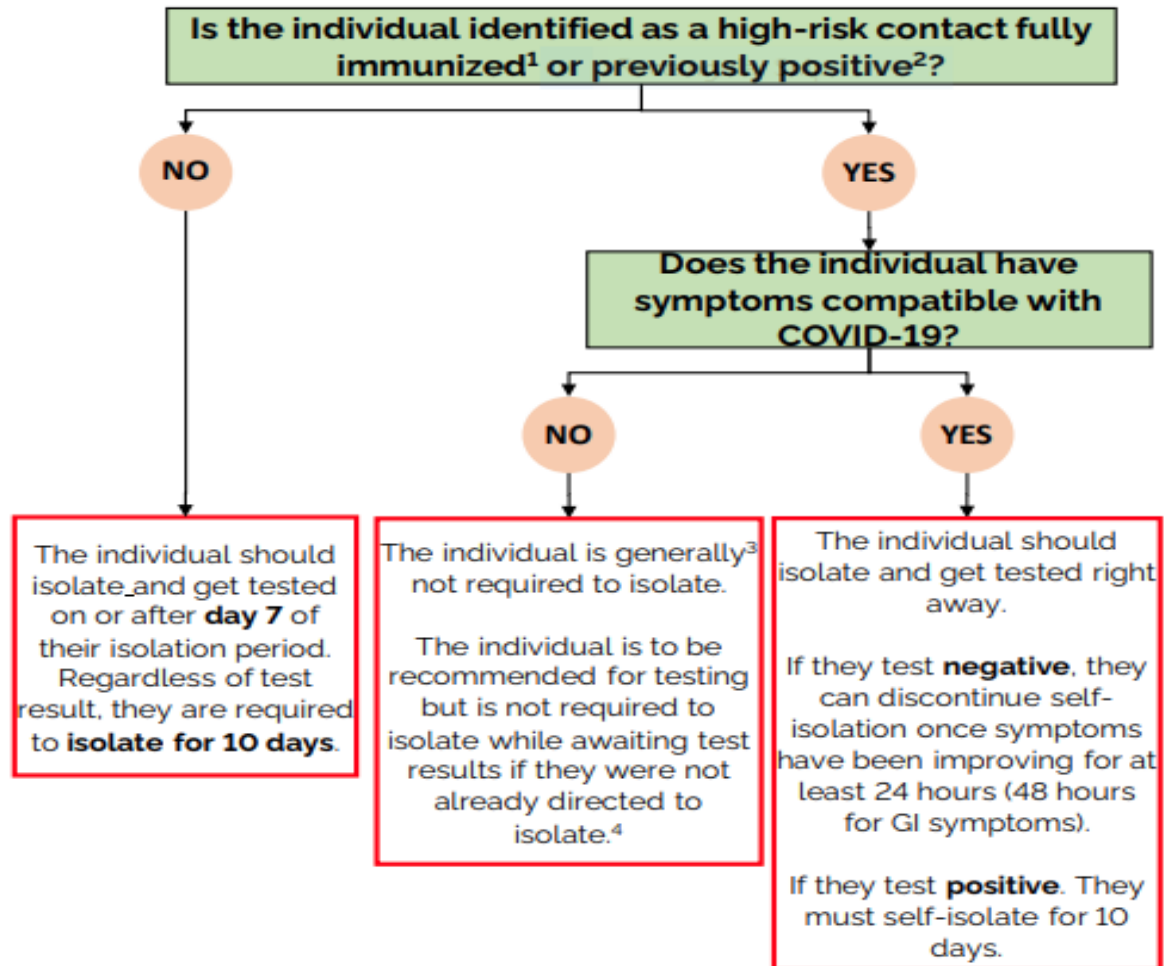 Is the individual identified as a high-risk contact fully
immunized¹ or previously positive²?
NO
YES
Does the individual have
symptoms compatible with
COVID-19?
NO
YES
The individual should
isolate and get tested
on or after day 7 of
their isolation period.
Regardless of test
result, they are required
to isolate for 10 days.
The individual is generally³
not required to isolate.
The individual is to be
recommended for testing
but is not required to
isolate while awaiting test
results if they were not
already directed to
isolate.⁴
The individual should
isolate and get tested right
away.
If they test negative, they
can discontinue self-
isolation once symptoms
have been improving for at
least 24 hours (48 hours
for GI symptoms).
If they test positive. They
must self-isolate for 10
days.